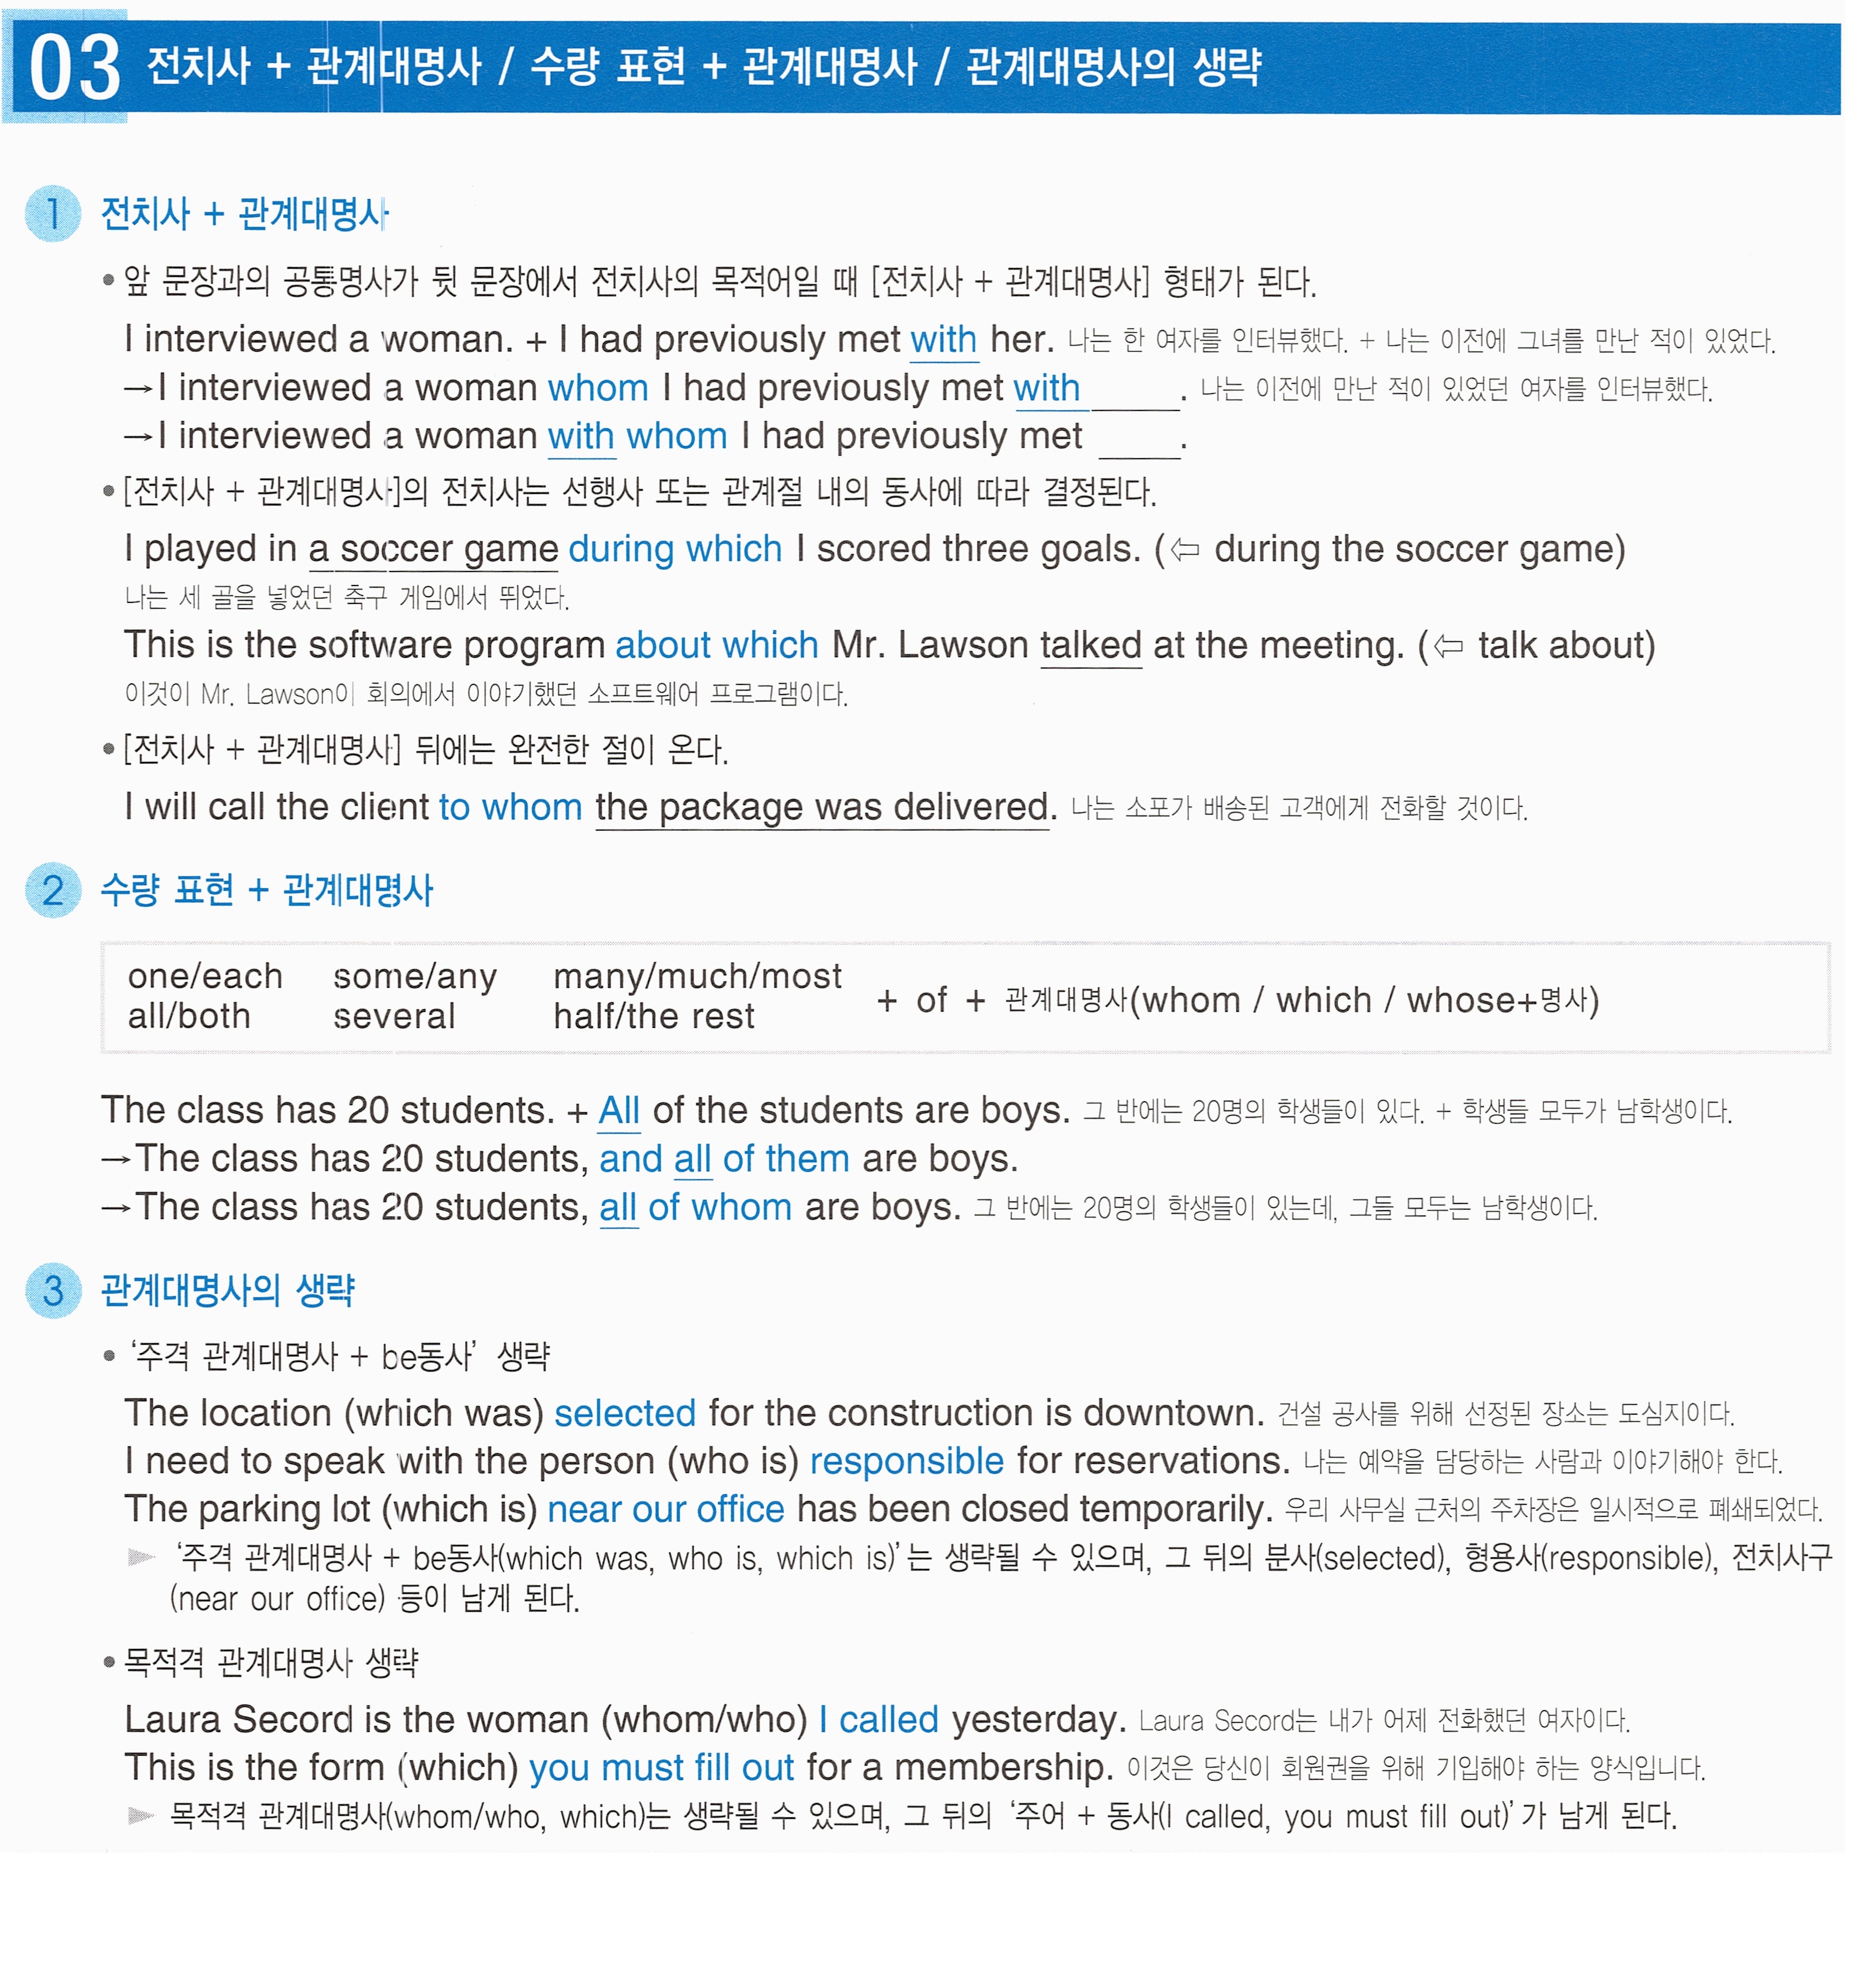 03 전치사 + 관계대명사 / 수량 표현 + 관계대명사 / 관계대명사의 생략
1 전치사 + 관계대명사
• 앞 문장과의 공통명사가 뒷 문장에서 전치사의 목적어일 때 [전치사 + 관계대명사] 형태가 된다.
I interviewed a woman. + I had previously met with her. 나는 한 여자를 인터뷰했다. + 나는 이전에 그녀를 만난 적이 있었다.
→I interviewed a woman whom I had previously met with ____. 나는 이전에 만난 적이 있었던 여자를 인터뷰했다.
→I interviewed a woman with whom I had previously met ____.
• [전치사 + 관계대명사]의 전치사는 선행사 또는 관계절 내의 동사에 따라 결정된다.
I played in a soccer game during which I scored three goals. (⇦ during the soccer game)
나는 세 골을 넣었던 축구 게임에서 뛰었다.
This is the software program about which Mr. Lawson talked at the meeting. (⇦ talk about)
이것이 Mr. Lawson이 회의에서 이야기했던 소프트웨어 프로그램이다.
• [전치사 + 관계대명사] 뒤에는 완전한 절이 온다.
I will call the client to whom the package was delivered. 나는 소포가 배송된 고객에게 전화할 것이다.
2 수량 표현 + 관계대명사
one/each some/any many/much/most
all/both several half/the rest
+ of + 관계대명사(whom / which / whose+명사)
The class has 20 students. + All of the students are boys. 그 반에는 20명의 학생들이 있다. + 학생들 모두가 남학생이다.
→The class has 20 students, and all of them are boys.
→The class has 20 students, all of whom are boys. 그 반에는 20명의 학생들이 있는데, 그들 모두는 남학생이다.
3 관계대명사의 생략
• ‘주격 관계대명사 + be동사’ 생략
The location (which was) selected for the construction is downtown. 건설 공사를 위해 선정된 장소는 도심지이다.
I need to speak with the person (who is) responsible for reservations. 나는 예약을 담당하는 사람과 이야기해야 한다.
The parking lot (which is) near our office has been closed temporarily. 우리 사무실 근처의 주차장은 일시적으로 폐쇄되었다.
► ‘주격 관계대명사 + be동사(which was, who is, which is)’는 생략될 수 있으며, 그 뒤의 분사(selected), 형용사(responsible), 전치사구
(near our office) 등이 남게 된다.
• 목적격 관계대명사 생략
Laura Secord is the woman (whom/who) I called yesterday. Laura Secord는 내가 어제 전화했던 여자이다.
This is the form (which) you must fill out for a membership. 이것은 당신이 회원권을 위해 기입해야 하는 양식입니다.
► 목적격 관계대명사(whom/who, which)는 생략될 수 있으며, 그 뒤의 ‘주어 + 동사(I called, you must fill out)’가 남게 된다.